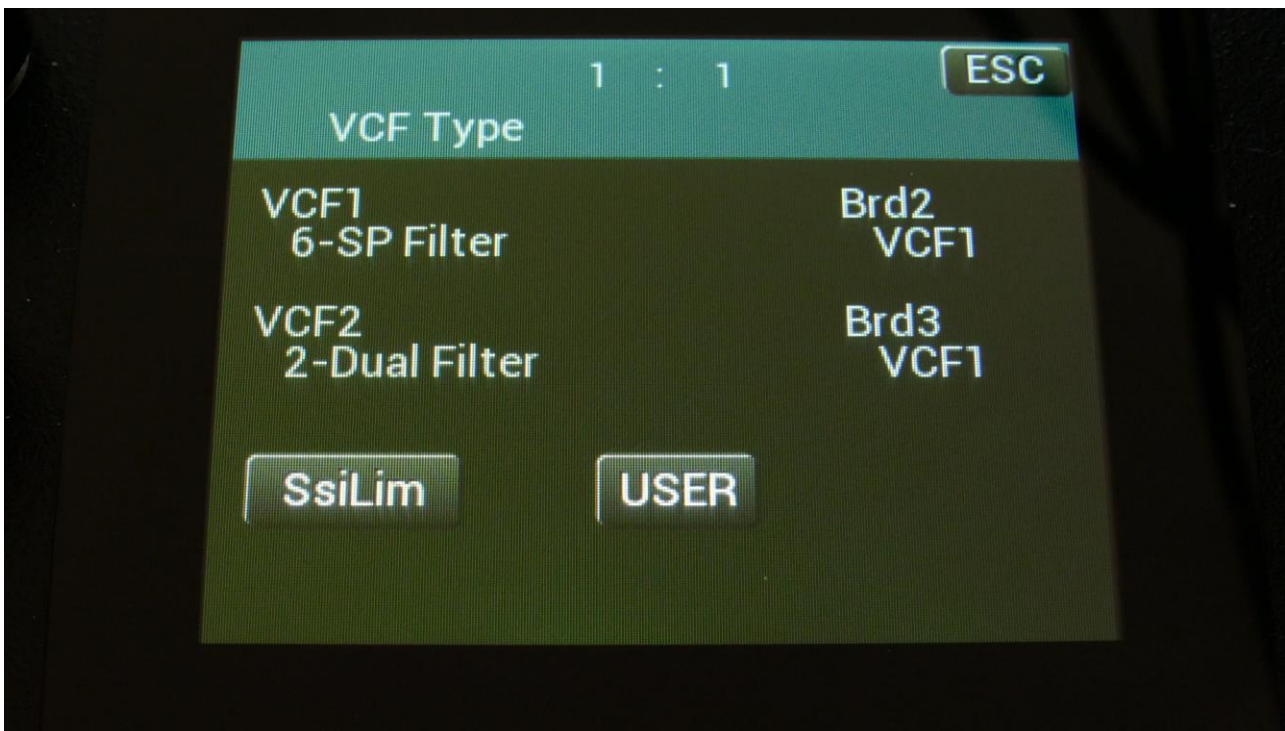 1 : 1 ESC
VCF Type
VCF1 Brd2
6-SP Filter VCF1
VCF2 Brd3
2-Dual Filter VCF1
SsiLim USER